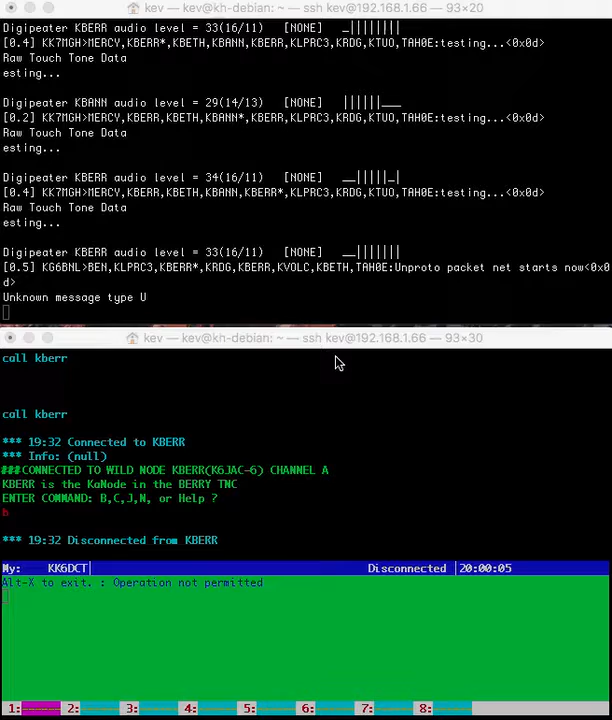 kev — kev@kh-debian: ~ — ssh kev@192.168.1.66 — 93×20
Digipeater KBERR audio level = 33(16/11) [NONE] _|||||||
[0.4] KK7MGH>MERCY,KBERR*,KBETH,KBANN,KBERR,KLPRC3,KRDG,KTUO,TAH0E:testing...<0x0d>
Raw Touch Tone Data
esting...
Digipeater KBANN audio level = 29(14/13) [NONE] ||||||___
[0.2] KK7MGH>MERCY,KBERR,KBETH,KBANN*,KBERR,KLPRC3,KRDG,KTUO,TAH0E:testing...<0x0d>
Raw Touch Tone Data
esting...
Digipeater KBERR audio level = 34(16/11) [NONE] __|||||_|
[0.4] KK7MGH>MERCY,KBERR,KBETH,KBANN,KBERR*,KLPRC3,KRDG,KTUO,TAH0E:testing...<0x0d>
Raw Touch Tone Data
esting...
Digipeater KBERR audio level = 33(16/11) [NONE] __|||||||
[0.5] KG6BNL>BEN,KLPRC3,KBERR*,KRDG,KBERR,KVOLC,KBETH,TAH0E:Unproto packet net starts now<0x0
d>
Unknown message type U
kev — kev@kh-debian: ~ — ssh kev@192.168.1.66 — 93×30
call kberr
call kberr
*** 19:32 Connected to KBERR
*** Info: (null)
###CONNECTED TO WILD NODE KBERR(K6JAC-6) CHANNEL A
KBERR is the KaNode in the BERRY TNC
ENTER COMMAND: B,C,J,N, or Help ?
b
*** 19:32 Disconnected from KBERR
My: KK6DCT| Disconnected |20:00:05
Alt-X to exit. : Operation not permitted
1: 2: 3: 4: 5: 6: 7: 8: